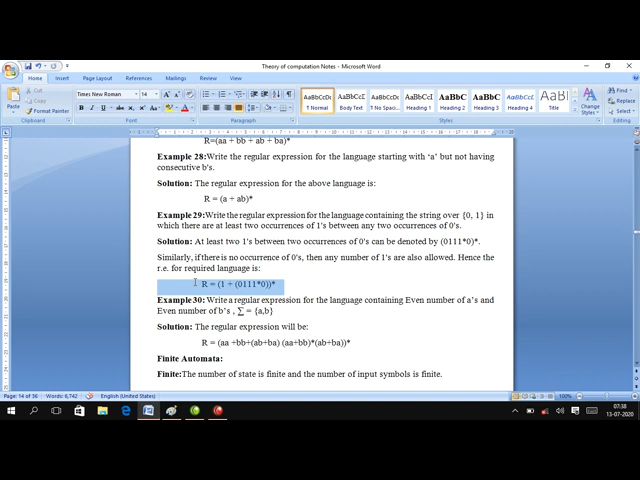 Theory of computation Notes - Microsoft Word
Home Insert Page Layout References Mailings Review View
Paste
Cut
Copy
Format Painter
Clipboard
Times New Roman 14
Font
Paragraph
AaBbCcDc AaBbCc AaBbCcDc AaBbCcI AaBbCc AaBbCcI AaBbCc AaBI
¶ Normal Body Text ¶ No Spac... Heading 1 Heading 2 Heading 3 Heading 4 Title
Change
Styles
Styles
Find
Replace
Select
Editing
R=(aa + bb + ab + ba)*
Example 28:Write the regular expression for the language starting with 'a' but not having
consecutive b's.
Solution: The regular expression for the above language is:
R = (a + ab)*
Example 29:Write the regular expression for the language containing the string over {0, 1} in
which there are at least two occurrences of 1's between any two occurrences of 0's.
Solution: At least two 1's between two occurrences of 0's can be denoted by (0111*0)*.
Similarly, if there is no occurrence of 0's, then any number of 1's are also allowed. Hence the
r.e. for required language is:
R = (1 + (0111*0))*
Example 30: Write a regular expression for the language containing Even number of a's and
Even number of b's , ∑ = {a,b}
Solution: The regular expression will be:
R = (aa +bb+(ab+ba) (aa+bb)*(ab+ba))*
Finite Automata:
Finite:The number of state is finite and the number of input symbols is finite.
Page: 14 of 36 Words: 6,742 English (United States) 100%
07:38
13-07-2020